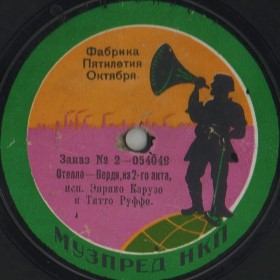 Фабрика
Пятилетия
Октября.
Заказ № 2-054049
Отелло-Верди, из 2-го акта,
исп. Энрико Карузо
и Титто Руффо.
МУЗПРЕД НКП